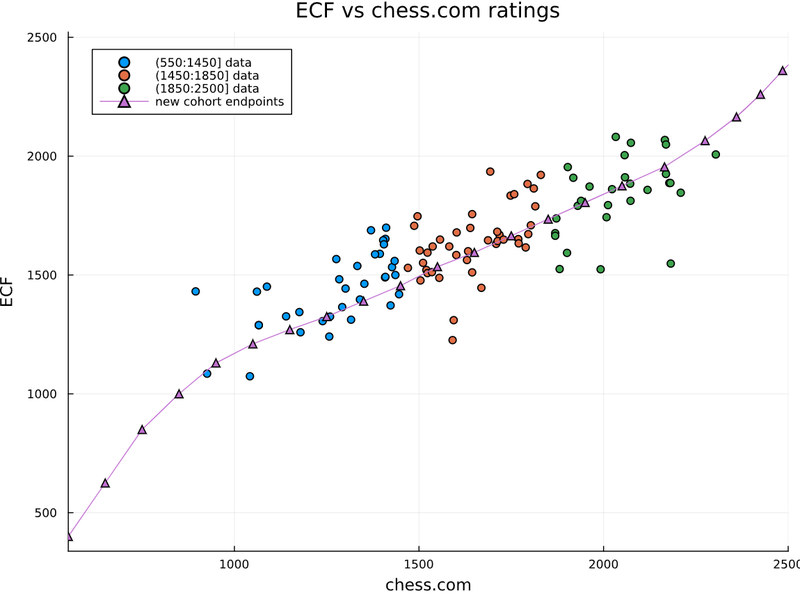 ECF vs chess.com ratings
(550:1450] data
(1450:1850] data
(1850:2500] data
new cohort endpoints
2500
2000
1500
1000
500
ECF
1000 1500 2000 2500
chess.com